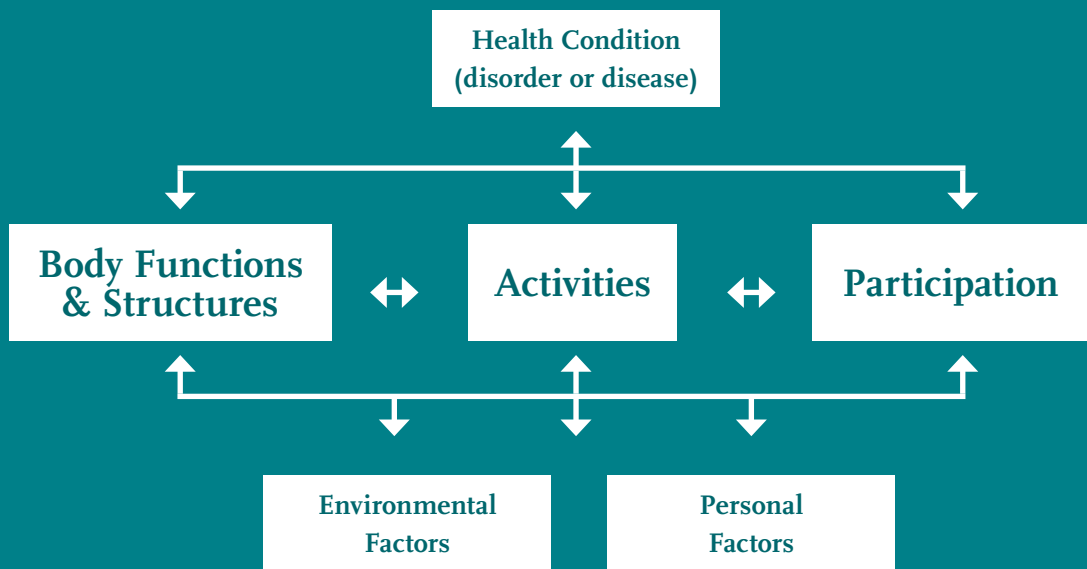 Health Condition
(disorder or disease)
Body Functions
& Structures
Activities
Participation
Environmental
Factors
Personal
Factors